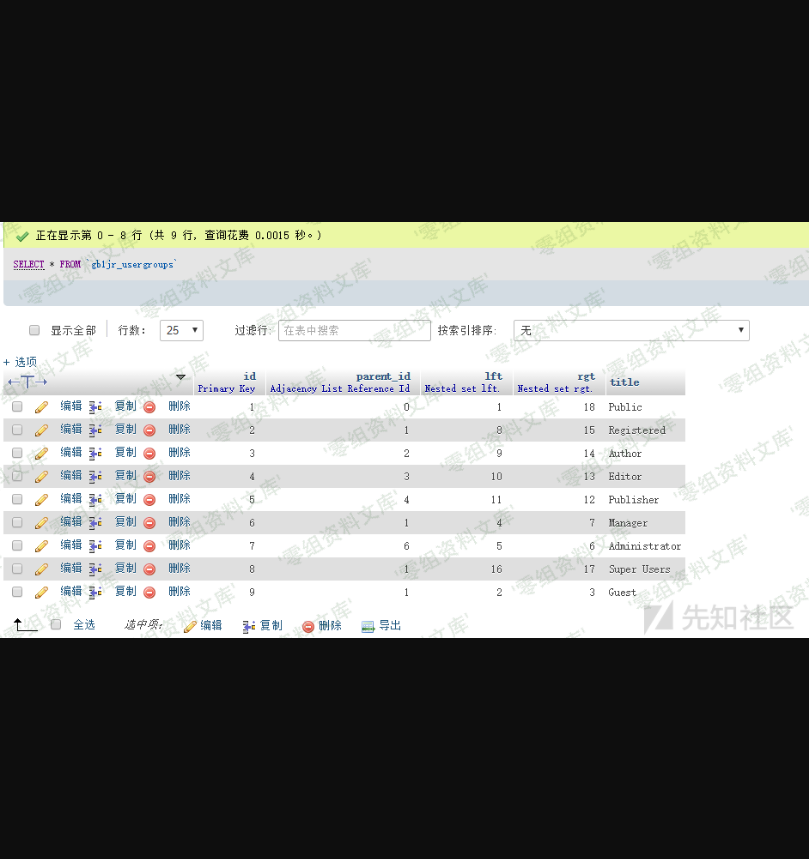 正在显示第 0 - 8 行 (共 9 行, 查询花费 0.0015 秒。)
SELECT * FROM `gb1jr_usergroups`
显示全部 行数: 25 过滤行: 在表中搜索 按索引排序: 无
+ 选项
←T→ id parent_id lft rgt title
Primary Key Adjacency List Reference Id Nested set lft. Nested set rgt.
编辑 复制 删除 1 0 1 18 Public
编辑 复制 删除 2 1 8 15 Registered
编辑 复制 删除 3 2 9 14 Author
编辑 复制 删除 4 3 10 13 Editor
编辑 复制 删除 5 4 11 12 Publisher
编辑 复制 删除 6 1 4 7 Manager
编辑 复制 删除 7 6 5 6 Administrator
编辑 复制 删除 8 1 16 17 Super Users
编辑 复制 删除 9 1 2 3 Guest
全选 选中项: 编辑 复制 删除 导出
先知社区
'零组资料文库'